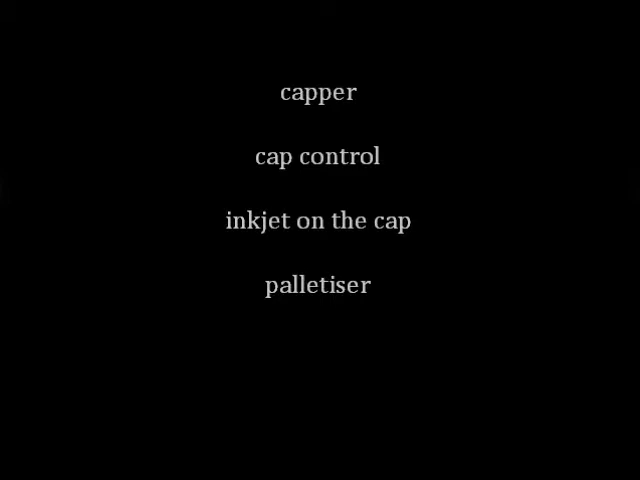 capper
cap control
inkjet on the cap
palletiser